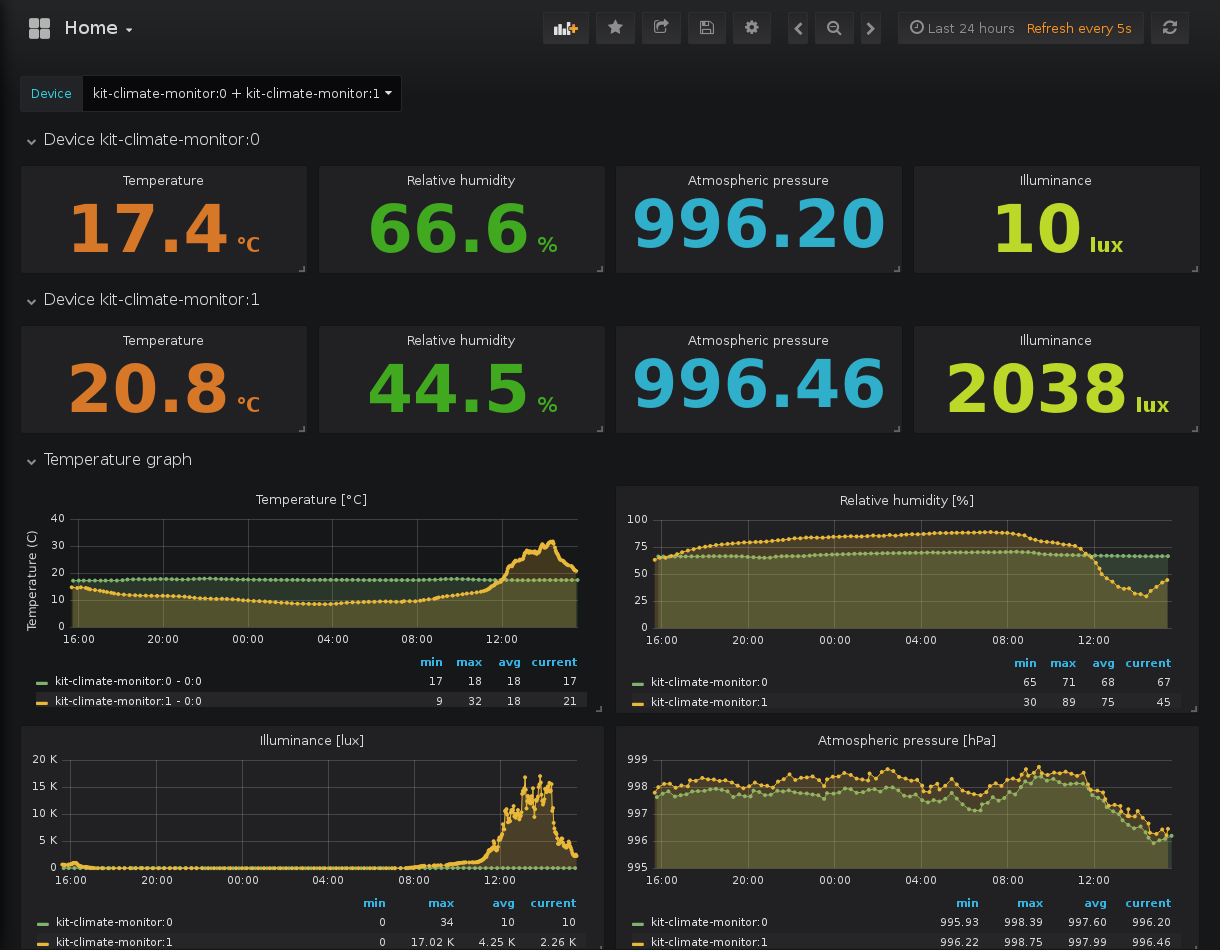 Home
Last 24 hours Refresh every 5s
Device kit-climate-monitor:0 + kit-climate-monitor:1
Device kit-climate-monitor:0
Temperature Relative humidity Atmospheric pressure Illuminance
17.4 °C 66.6 % 996.20 10 lux
Device kit-climate-monitor:1
Temperature Relative humidity Atmospheric pressure Illuminance
20.8 °C 44.5 % 996.46 2038 lux
Temperature graph
Temperature [°C]
Temperature (C)
40
30
20
10
0
16:00 20:00 00:00 04:00 08:00 12:00
min max avg current
kit-climate-monitor:0 - 0:0 17 18 18 17
kit-climate-monitor:1 - 0:0 9 32 18 21
Relative humidity [%]
100
75
50
25
0
16:00 20:00 00:00 04:00 08:00 12:00
min max avg current
kit-climate-monitor:0 65 71 68 67
kit-climate-monitor:1 30 89 75 45
Illuminance [lux]
20 K
15 K
10 K
5 K
0
16:00 20:00 00:00 04:00 08:00 12:00
min max avg current
kit-climate-monitor:0 0 34 10 10
kit-climate-monitor:1 0 17.02 K 4.25 K 2.26 K
Atmospheric pressure [hPa]
999
998
997
996
995
16:00 20:00 00:00 04:00 08:00 12:00
min max avg current
kit-climate-monitor:0 995.93 998.39 997.60 996.20
kit-climate-monitor:1 996.22 998.75 997.99 996.46